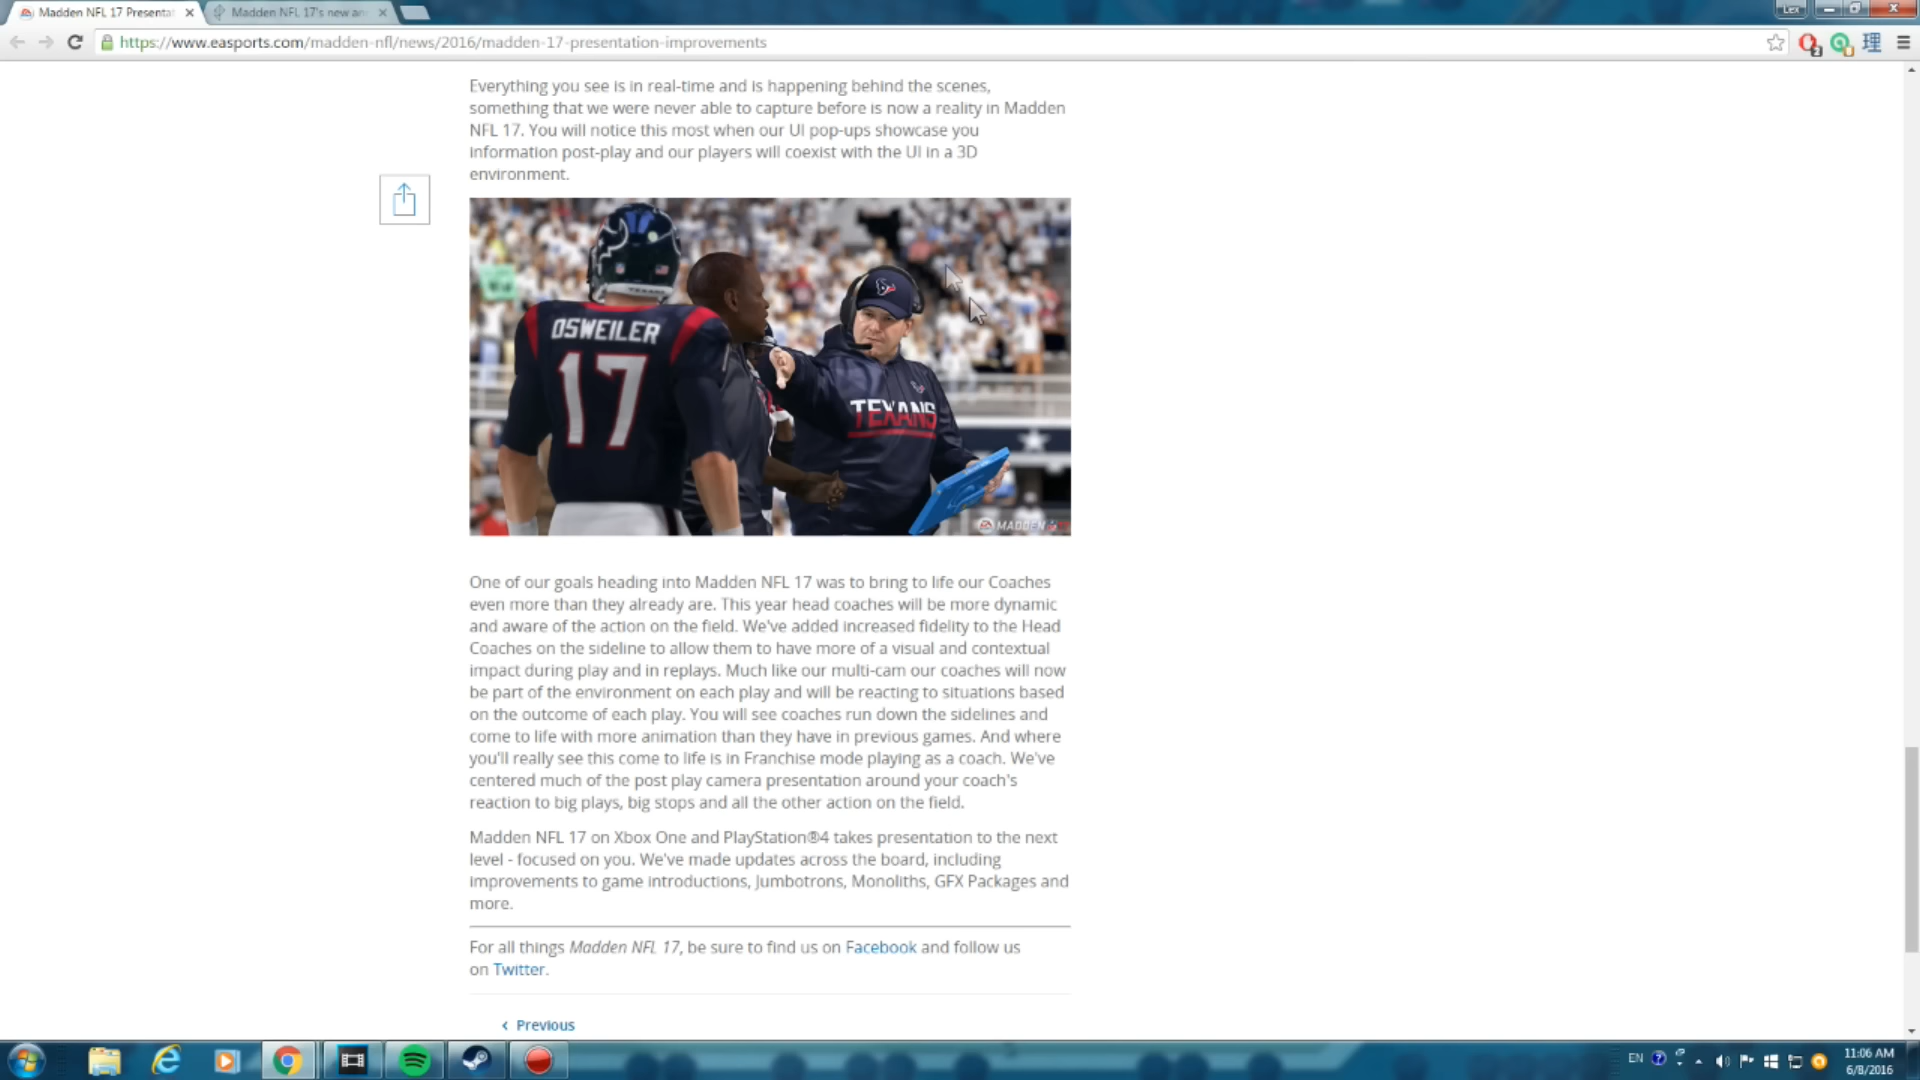 Madden NFL 17 Presenta
Madden NFL 17's new an
Lex
https://www.easports.com/madden-nfl/news/2016/madden-17-presentation-improvements
Everything you see is in real-time and is happening behind the scenes,
something that we were never able to capture before is now a reality in Madden
NFL 17. You will notice this most when our UI pop-ups showcase you
information post-play and our players will coexist with the UI in a 3D
environment.
OSWEILER
17
TEXANS
TEXANS
MADDEN
One of our goals heading into Madden NFL 17 was to bring to life our Coaches
even more than they already are. This year head coaches will be more dynamic
and aware of the action on the field. We've added increased fidelity to the Head
Coaches on the sideline to allow them to have more of a visual and contextual
impact during play and in replays. Much like our multi-cam our coaches will now
be part of the environment on each play and will be reacting to situations based
on the outcome of each play. You will see coaches run down the sidelines and
come to life with more animation than they have in previous games. And where
you'll really see this come to life is in Franchise mode playing as a coach. We've
centered much of the post play camera presentation around your coach's
reaction to big plays, big stops and all the other action on the field.
Madden NFL 17 on Xbox One and PlayStation®4 takes presentation to the next
level - focused on you. We've made updates across the board, including
improvements to game introductions, Jumbotrons, Monoliths, GFX Packages and
more.
For all things Madden NFL 17, be sure to find us on Facebook and follow us
on Twitter.
‹ Previous
EN
11:06 AM
6/8/2016